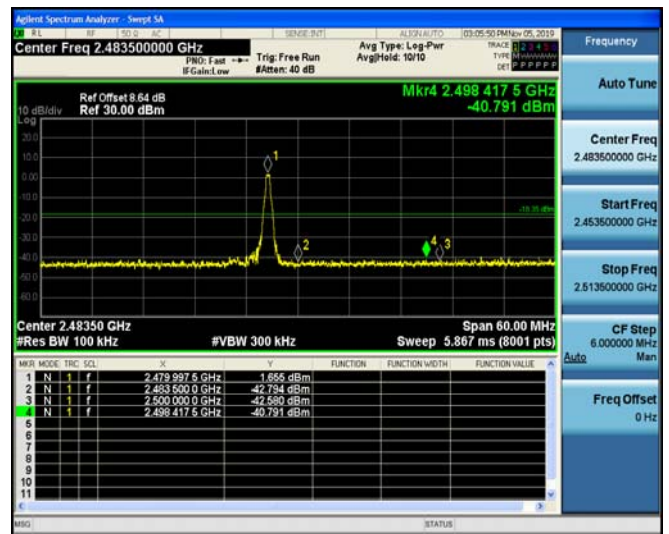 Agilent Spectrum Analyzer - Swept SA
RL RF 50 Ω AC SENSE:INT ALIGN AUTO 03:05:50 PM Nov 05, 2019
Center Freq 2.483500000 GHz
PNO: Fast
IFGain:Low
Trig: Free Run
#Atten: 40 dB
Avg Type: Log-Pwr
Avg|Hold: 10/10
TRACE 1 2 3 4 5 6
TYPE
DET P P P P P P
Ref Offset 8.64 dB
10 dB/div Ref 30.00 dBm
Log
Mkr4 2.498 417 5 GHz
-40.791 dBm
20.0
10.0
0.00
-10.0
-20.0
-30.0
-40.0
-50.0
-60.0
1
2
4
3
-18.35 dBm
Center 2.48350 GHz Span 60.00 MHz
#Res BW 100 kHz #VBW 300 kHz Sweep 5.867 ms (8001 pts)
MKR MODE TRC SCL X Y FUNCTION FUNCTION WIDTH FUNCTION VALUE
1 N 1 f 2.479 997 5 GHz 1.655 dBm
2 N 1 f 2.483 500 0 GHz -42.794 dBm
3 N 1 f 2.500 000 0 GHz -42.580 dBm
4 N 1 f 2.498 417 5 GHz -40.791 dBm
5
6
7
8
9
10
11
MSG STATUS
Frequency
Auto Tune
Center Freq
2.483500000 GHz
Start Freq
2.453500000 GHz
Stop Freq
2.513500000 GHz
CF Step
6.000000 MHz
Auto Man
Freq Offset
0 Hz